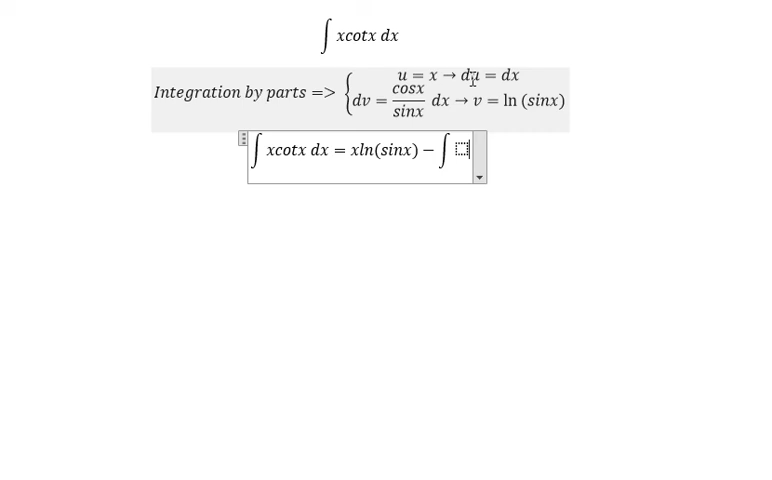 ∫ xcotx dx
Integration by parts => { u = x → du = dx
dv = cosx/sinx dx → v = ln (sinx)
∫ xcotx dx = xln(sinx) − ∫